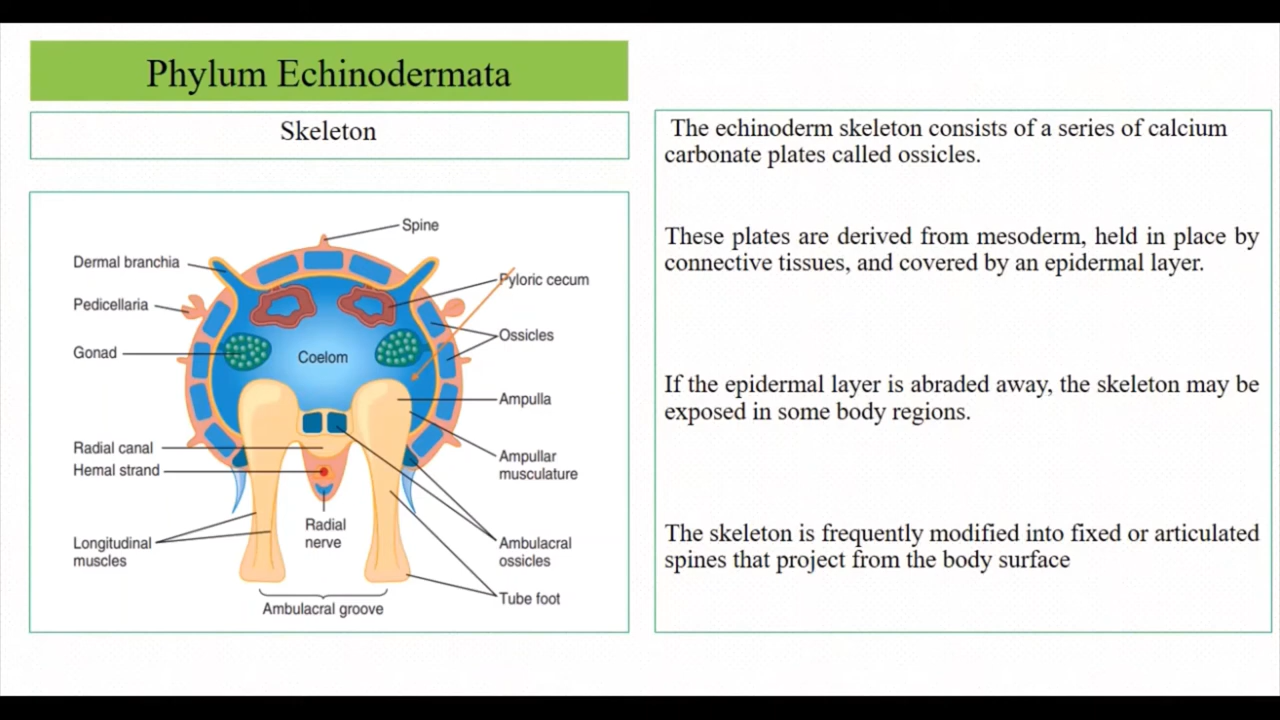 Phylum Echinodermata
Skeleton
The echinoderm skeleton consists of a series of calcium
carbonate plates called ossicles.
These plates are derived from mesoderm, held in place by
connective tissues, and covered by an epidermal layer.
If the epidermal layer is abraded away, the skeleton may be
exposed in some body regions.
The skeleton is frequently modified into fixed or articulated
spines that project from the body surface
Spine
Dermal branchia
Pyloric cecum
Pedicellaria
Ossicles
Gonad
Coelom
Ampulla
Radial canal
Hemal strand
Ampullar
musculature
Radial
nerve
Longitudinal
muscles
Ambulacral
ossicles
Tube foot
Ambulacral groove